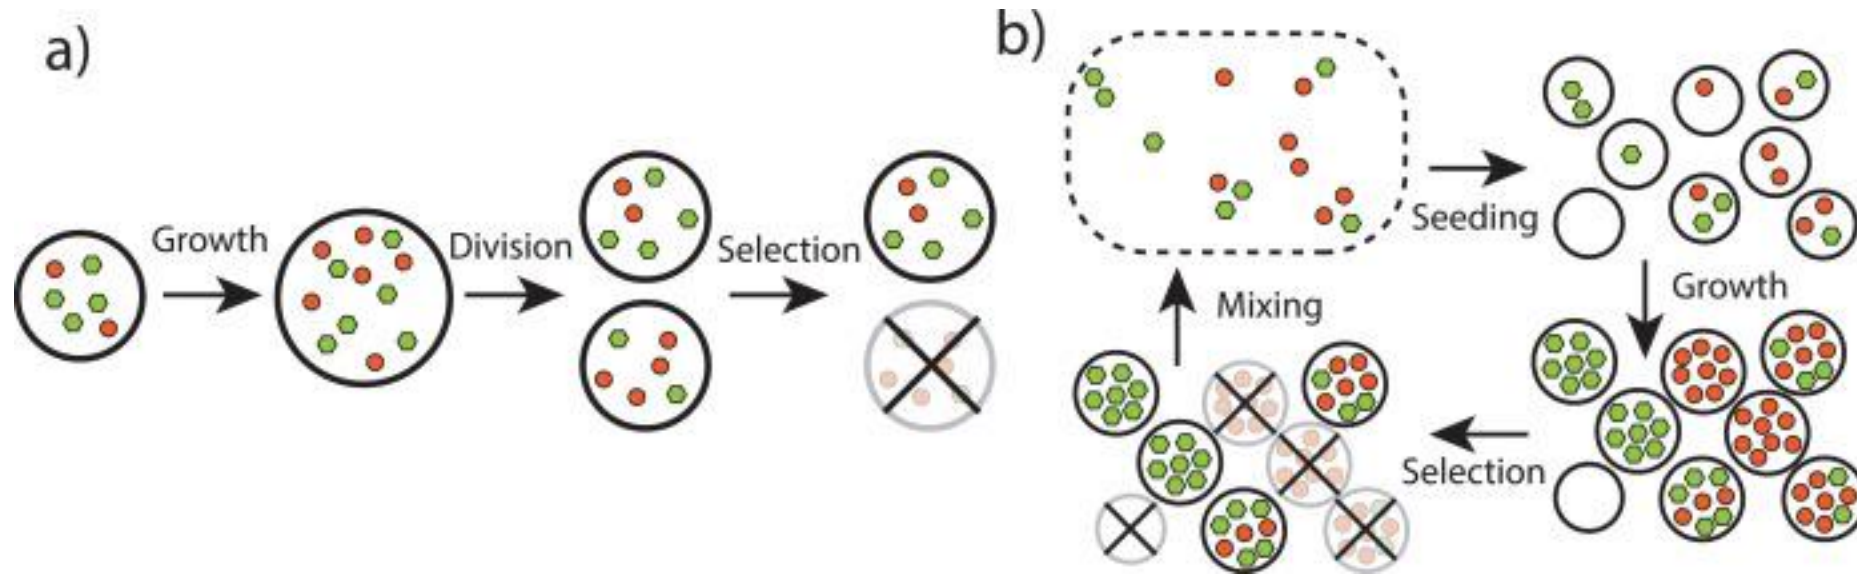 a)
Growth
Division
Selection
b)
Seeding
Growth
Selection
Mixing